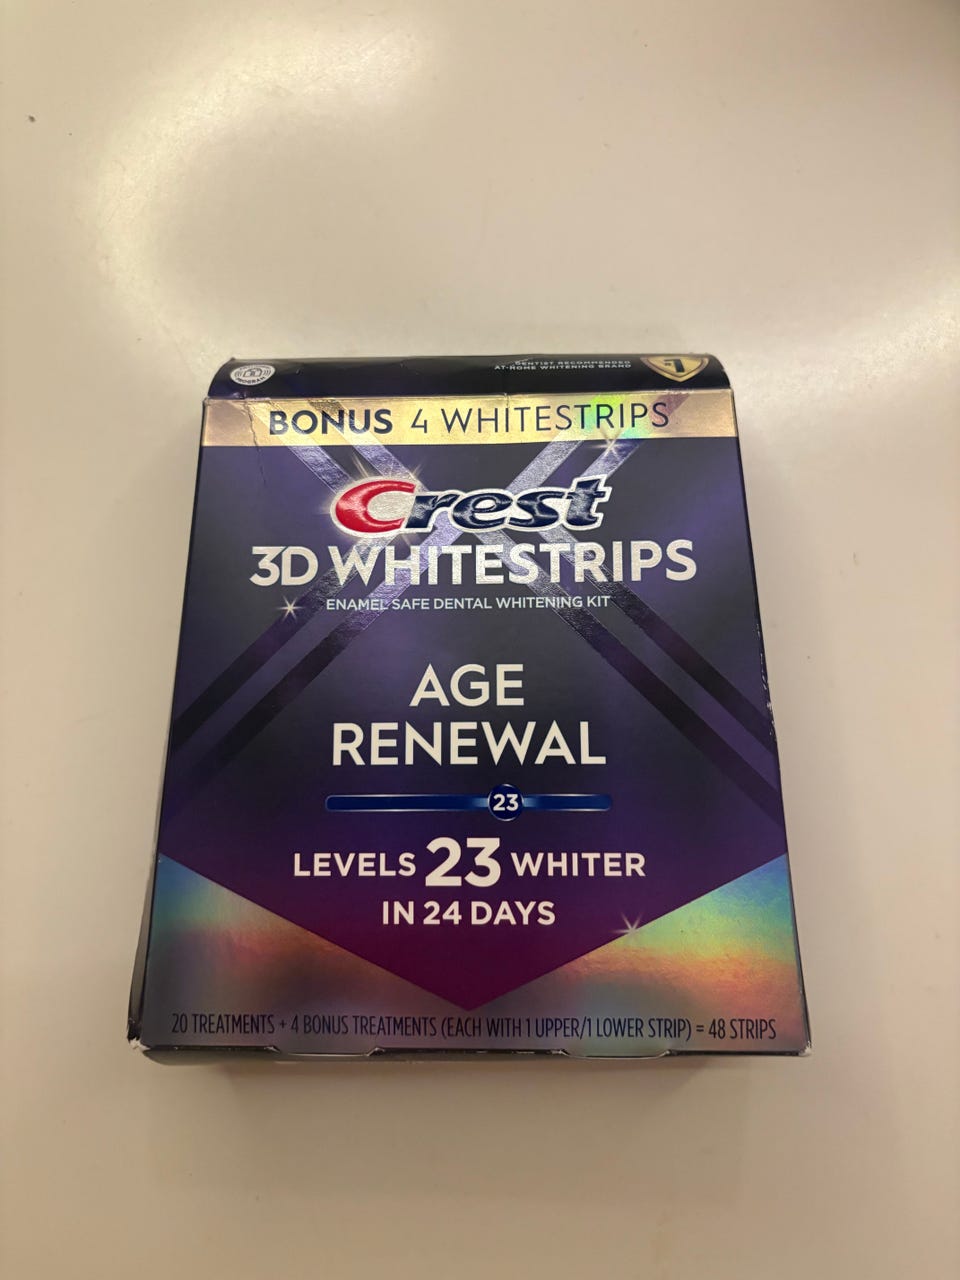 DENTIST RECOMMENDED
AT-HOME WHITENING BRAND
BONUS 4 WHITESTRIPS
Crest
3D WHITESTRIPS
ENAMEL SAFE DENTAL WHITENING KIT
AGE
RENEWAL
23
LEVELS 23 WHITER
IN 24 DAYS
20 TREATMENTS + 4 BONUS TREATMENTS (EACH WITH 1 UPPER/1 LOWER STRIP) = 48 STRIPS